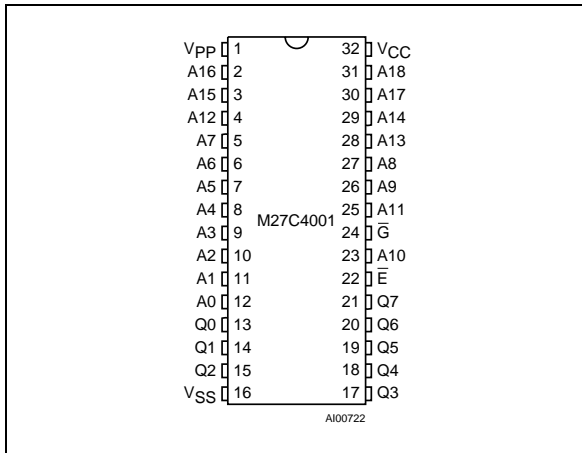 VPP 1 32 VCC
A16 2 31 A18
A15 3 30 A17
A12 4 29 A14
A7 5 28 A13
A6 6 27 A8
A5 7 26 A9
A4 8 25 A11
M27C4001
A3 9 24 G̅
A2 10 23 A10
A1 11 22 E̅
A0 12 21 Q7
Q0 13 20 Q6
Q1 14 19 Q5
Q2 15 18 Q4
VSS 16 17 Q3
AI00722